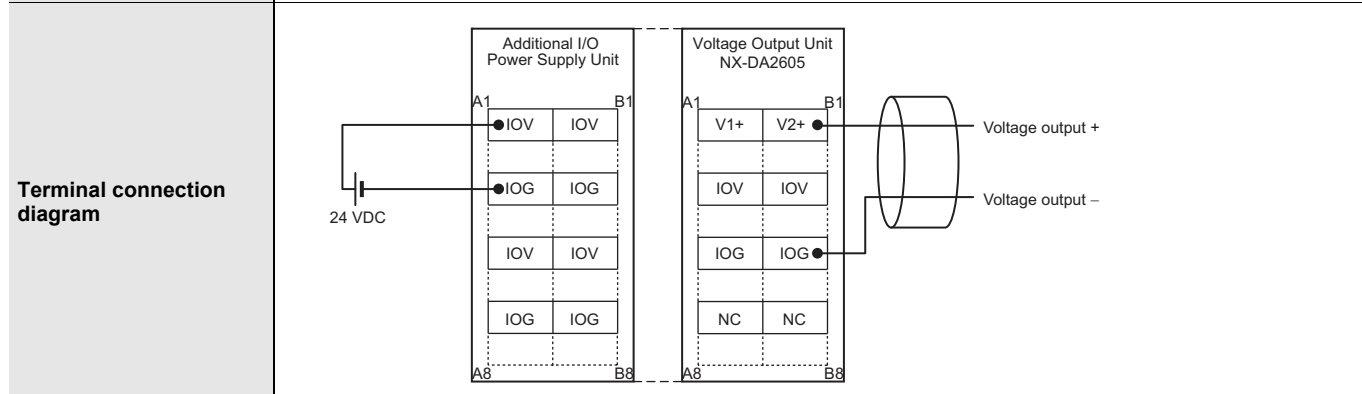 Terminal connection
diagram
Additional I/O
Power Supply Unit
A1 B1
IOV IOV
IOG IOG
IOV IOV
IOG IOG
A8 B8
24 VDC
Voltage Output Unit
NX-DA2605
A1 B1
V1+ V2+
IOV IOV
IOG IOG
NC NC
A8 B8
Voltage output +
Voltage output –